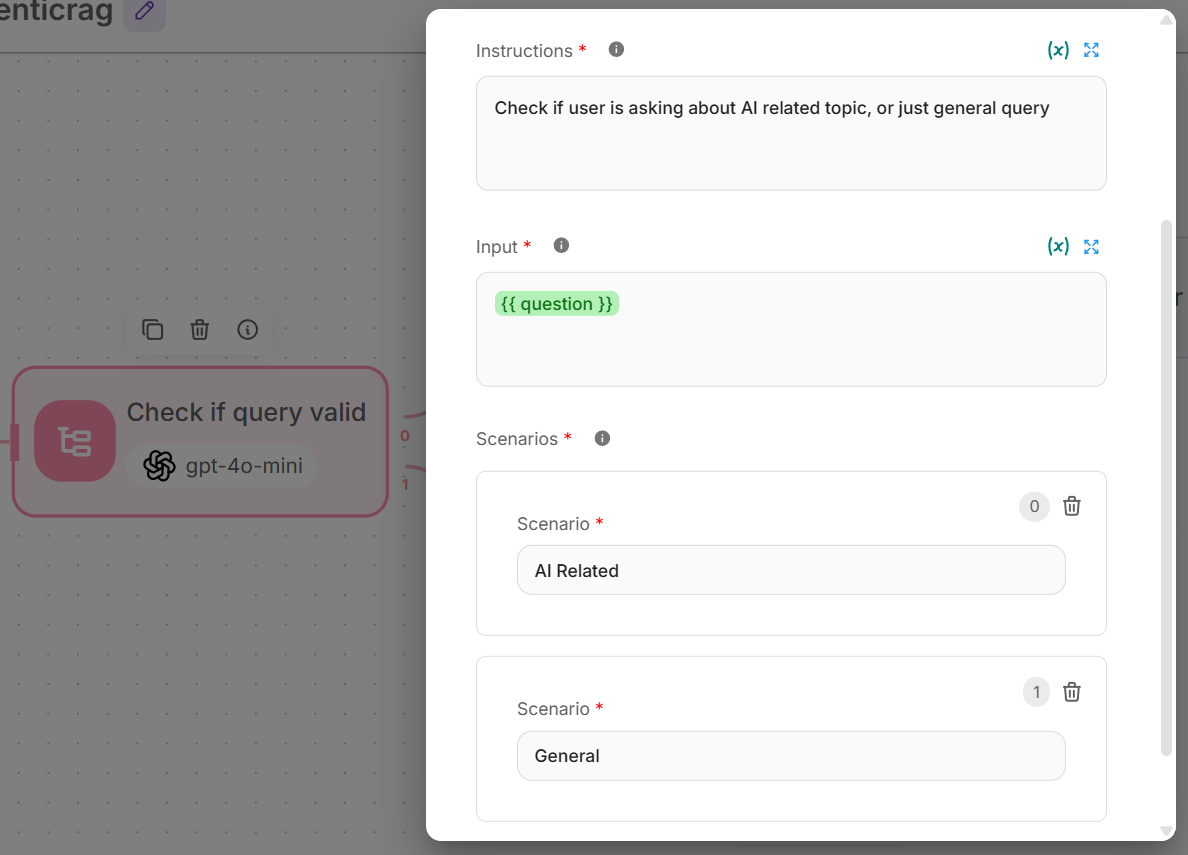 enticrag
Instructions *
(x)
Check if user is asking about AI related topic, or just general query
Input *
(x)
{{ question }}
Check if query valid
gpt-4o-mini
0
1
Scenarios *
0
Scenario *
AI Related
1
Scenario *
General
r